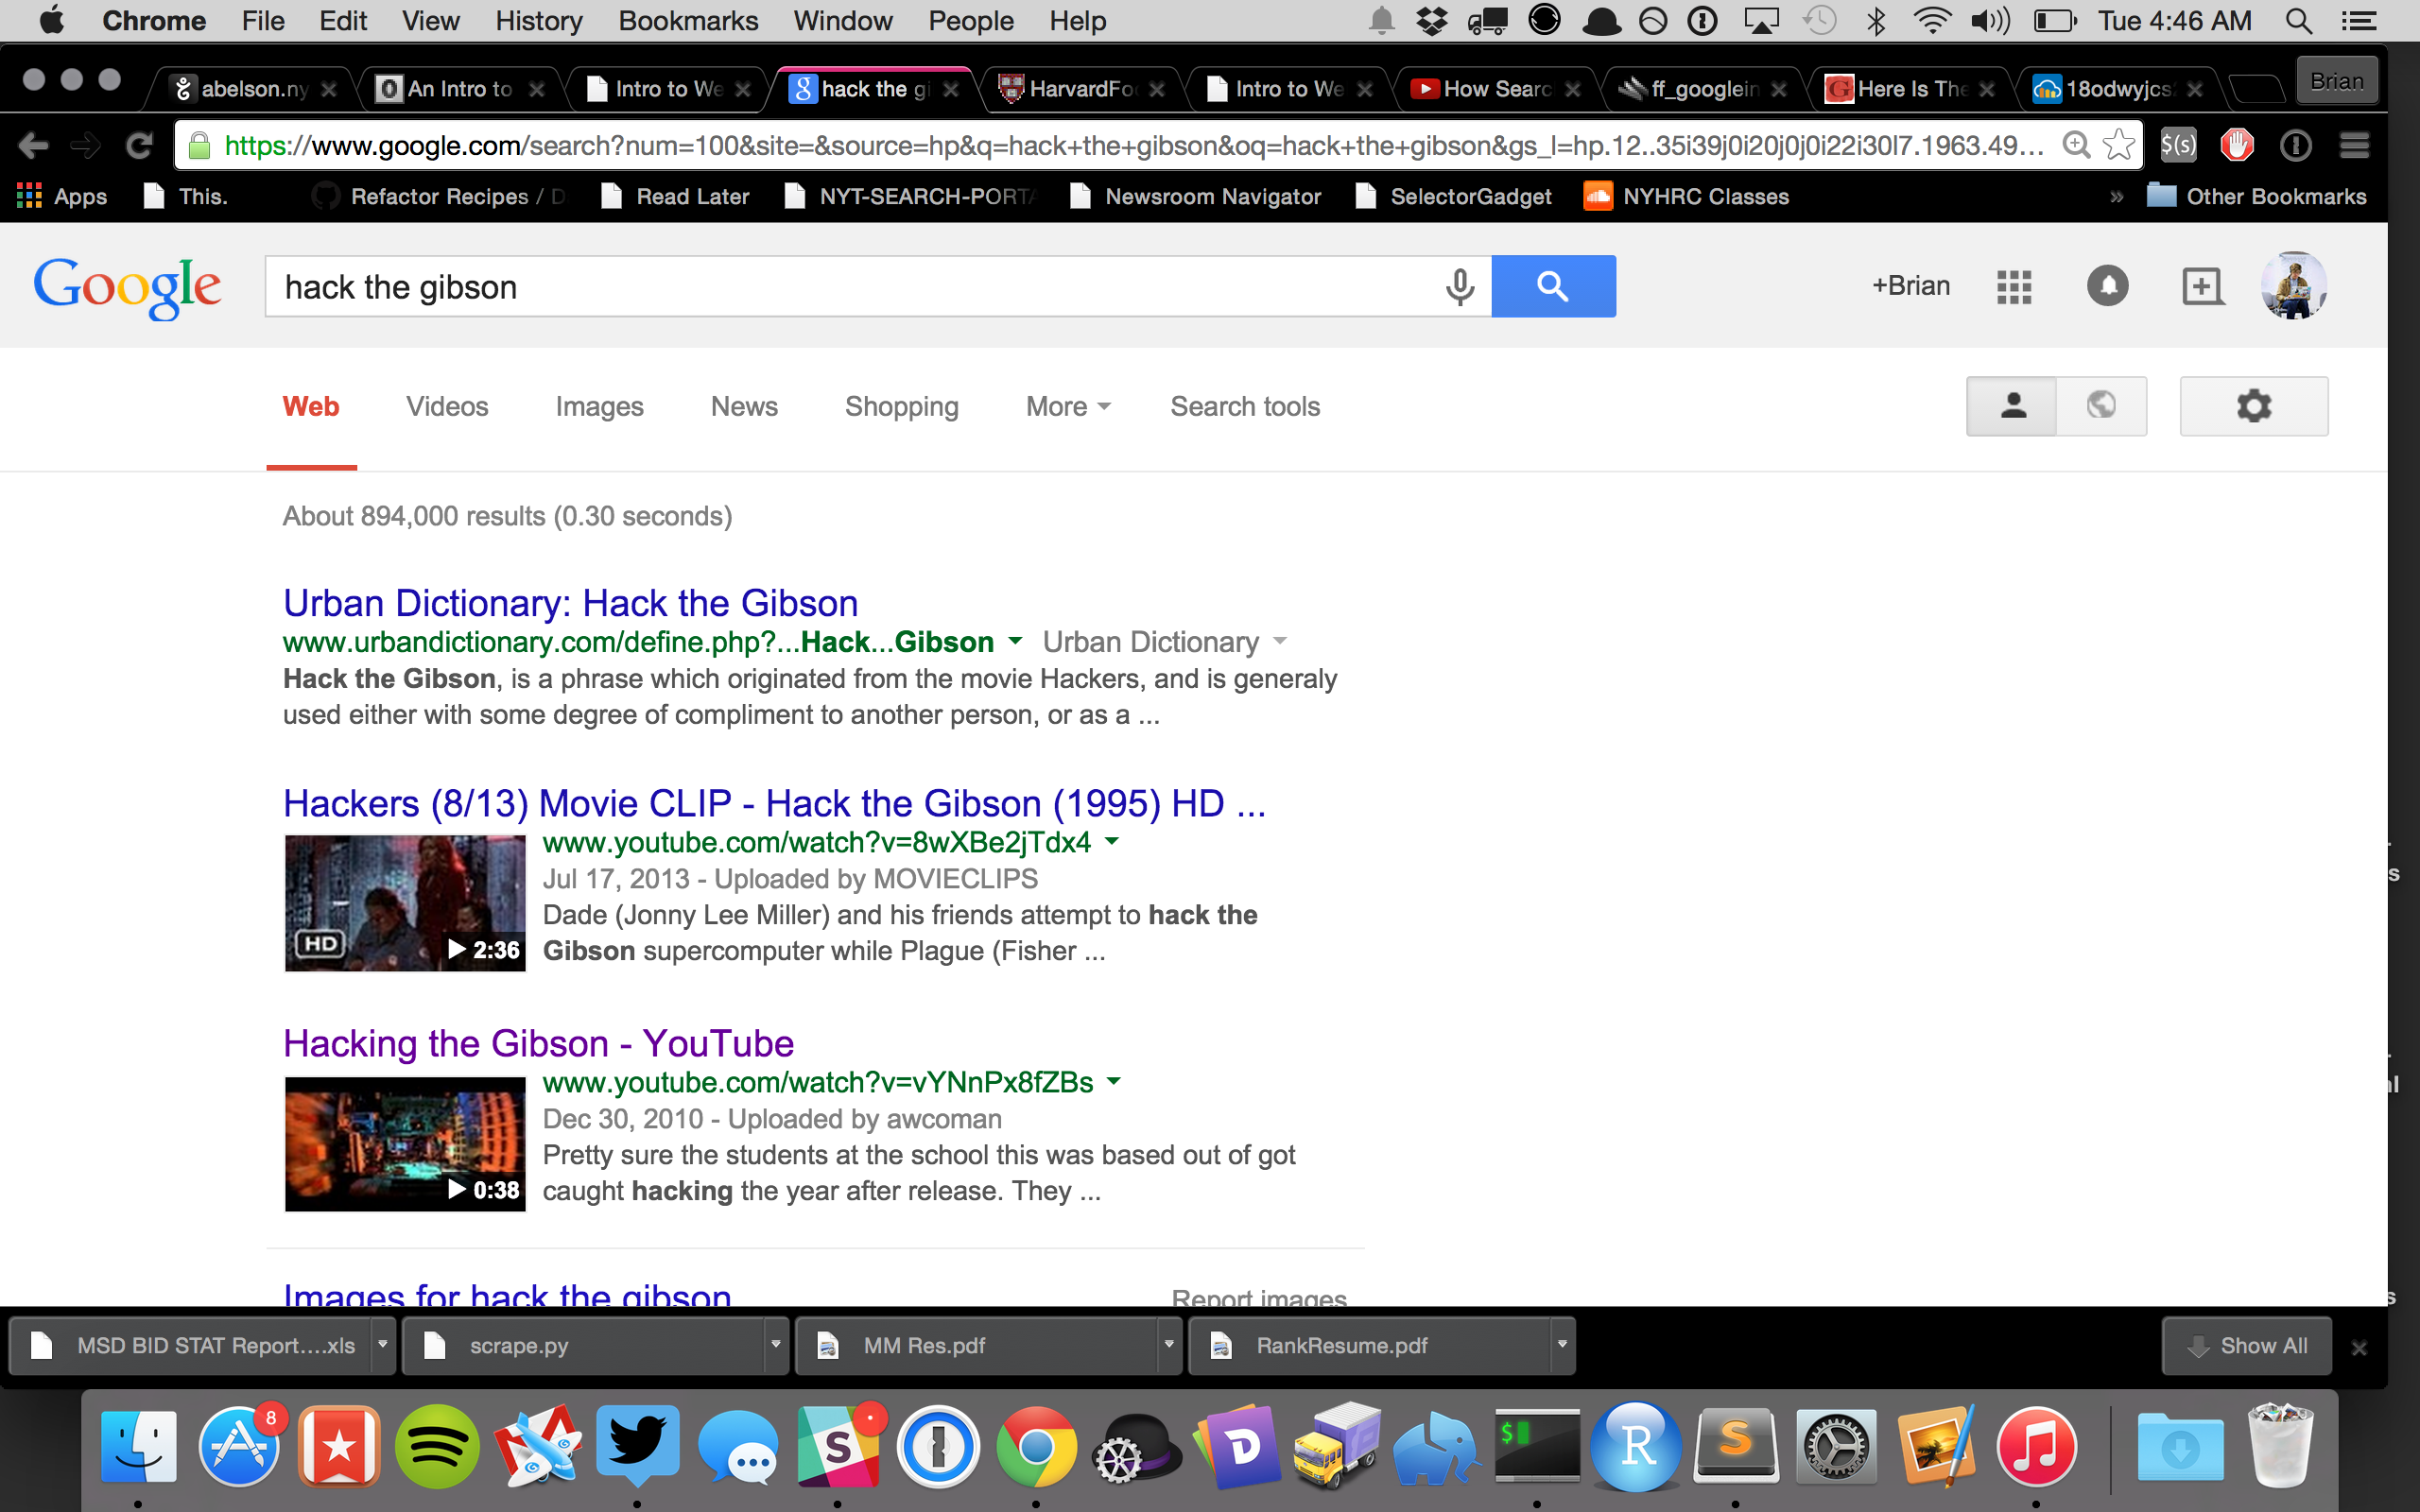 Chrome File Edit View History Bookmarks Window People Help Tue 4:46 AM
abelson.ny An Intro to Intro to We hack the gi HarvardFo Intro to We How Searc ff_googlein Here Is The 18odwyjcs Brian
https://www.google.com/search?num=100&site=&source=hp&q=hack+the+gibson&oq=hack+the+gibson&gs_l=hp.12..35i39j0i20j0j0i22i30l7.1963.49... $(s)
Apps This. Refactor Recipes / D Read Later NYT-SEARCH-PORTA Newsroom Navigator SelectorGadget NYHRC Classes » Other Bookmarks
Google hack the gibson +Brian
Web Videos Images News Shopping More Search tools
About 894,000 results (0.30 seconds)
Urban Dictionary: Hack the Gibson
www.urbandictionary.com/define.php?...Hack...Gibson Urban Dictionary
Hack the Gibson, is a phrase which originated from the movie Hackers, and is generaly
used either with some degree of compliment to another person, or as a ...
Hackers (8/13) Movie CLIP - Hack the Gibson (1995) HD ...
www.youtube.com/watch?v=8wXBe2jTdx4
Jul 17, 2013 - Uploaded by MOVIECLIPS
Dade (Jonny Lee Miller) and his friends attempt to hack the
Gibson supercomputer while Plague (Fisher ...
HD 2:36
Hacking the Gibson - YouTube
www.youtube.com/watch?v=vYNnPx8fZBs
Dec 30, 2010 - Uploaded by awcoman
Pretty sure the students at the school this was based out of got
caught hacking the year after release. They ...
0:38
Images for hack the gibson Report images
MSD BID STAT Report....xls scrape.py MM Res.pdf RankResume.pdf Show All
8 S D $ R S